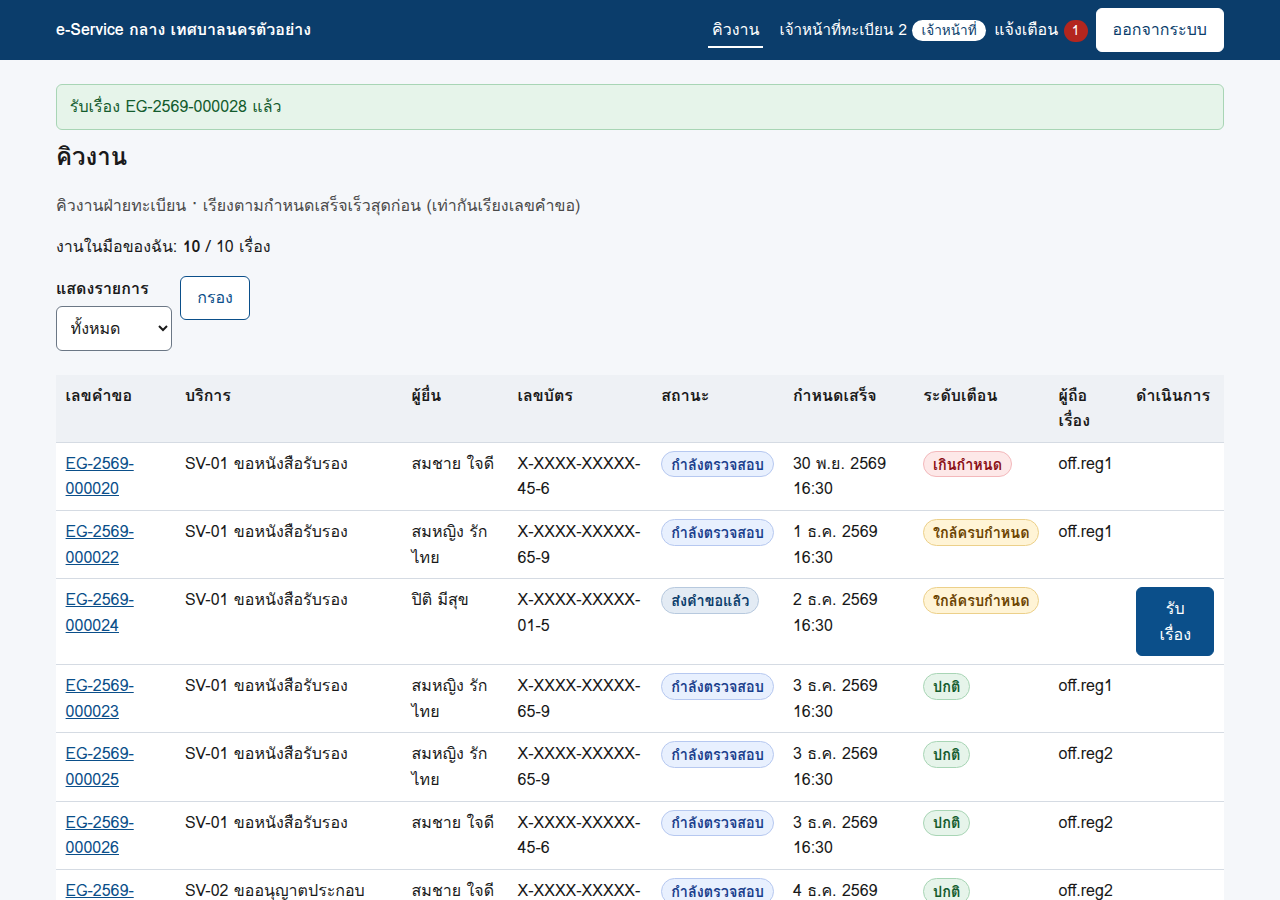 e-Service กลาง เทศบาลนครตัวอย่าง
คิวงาน เจ้าหน้าที่ทะเบียน 2 เจ้าหน้าที่ แจ้งเตือน 1 ออกจากระบบ
รับเรื่อง EG-2569-000028 แล้ว
คิวงาน
คิวงานฝ่ายทะเบียน · เรียงตามกำหนดเสร็จเร็วสุดก่อน (เท่ากันเรียงเลขคำขอ)
งานในมือของฉัน: 10 / 10 เรื่อง
แสดงรายการ
กรอง
ทั้งหมด
เลขคำขอ บริการ ผู้ยื่น เลขบัตร สถานะ กำหนดเสร็จ ระดับเตือน ผู้ถือ ดำเนินการ
เรื่อง
EG-2569- SV-01 ขอหนังสือรับรอง สมชาย ใจดี X-XXXX-XXXXX- กำลังตรวจสอบ 30 พ.ย. 2569 เกินกำหนด off.reg1
000020 45-6 16:30
EG-2569- SV-01 ขอหนังสือรับรอง สมหญิง รัก X-XXXX-XXXXX- กำลังตรวจสอบ 1 ธ.ค. 2569 ใกล้ครบกำหนด off.reg1
000022 ไทย 65-9 16:30
EG-2569- SV-01 ขอหนังสือรับรอง ปิติ มีสุข X-XXXX-XXXXX- ส่งคำขอแล้ว 2 ธ.ค. 2569 ใกล้ครบกำหนด รับ
000024 01-5 16:30 เรื่อง
EG-2569- SV-01 ขอหนังสือรับรอง สมหญิง รัก X-XXXX-XXXXX- กำลังตรวจสอบ 3 ธ.ค. 2569 ปกติ off.reg1
000023 ไทย 65-9 16:30
EG-2569- SV-01 ขอหนังสือรับรอง สมหญิง รัก X-XXXX-XXXXX- กำลังตรวจสอบ 3 ธ.ค. 2569 ปกติ off.reg2
000025 ไทย 65-9 16:30
EG-2569- SV-01 ขอหนังสือรับรอง สมชาย ใจดี X-XXXX-XXXXX- กำลังตรวจสอบ 3 ธ.ค. 2569 ปกติ off.reg2
000026 45-6 16:30
EG-2569- SV-02 ขออนุญาตประกอบ สมชาย ใจดี X-XXXX-XXXXX- กำลังตรวจสอบ 4 ธ.ค. 2569 ปกติ off.reg2